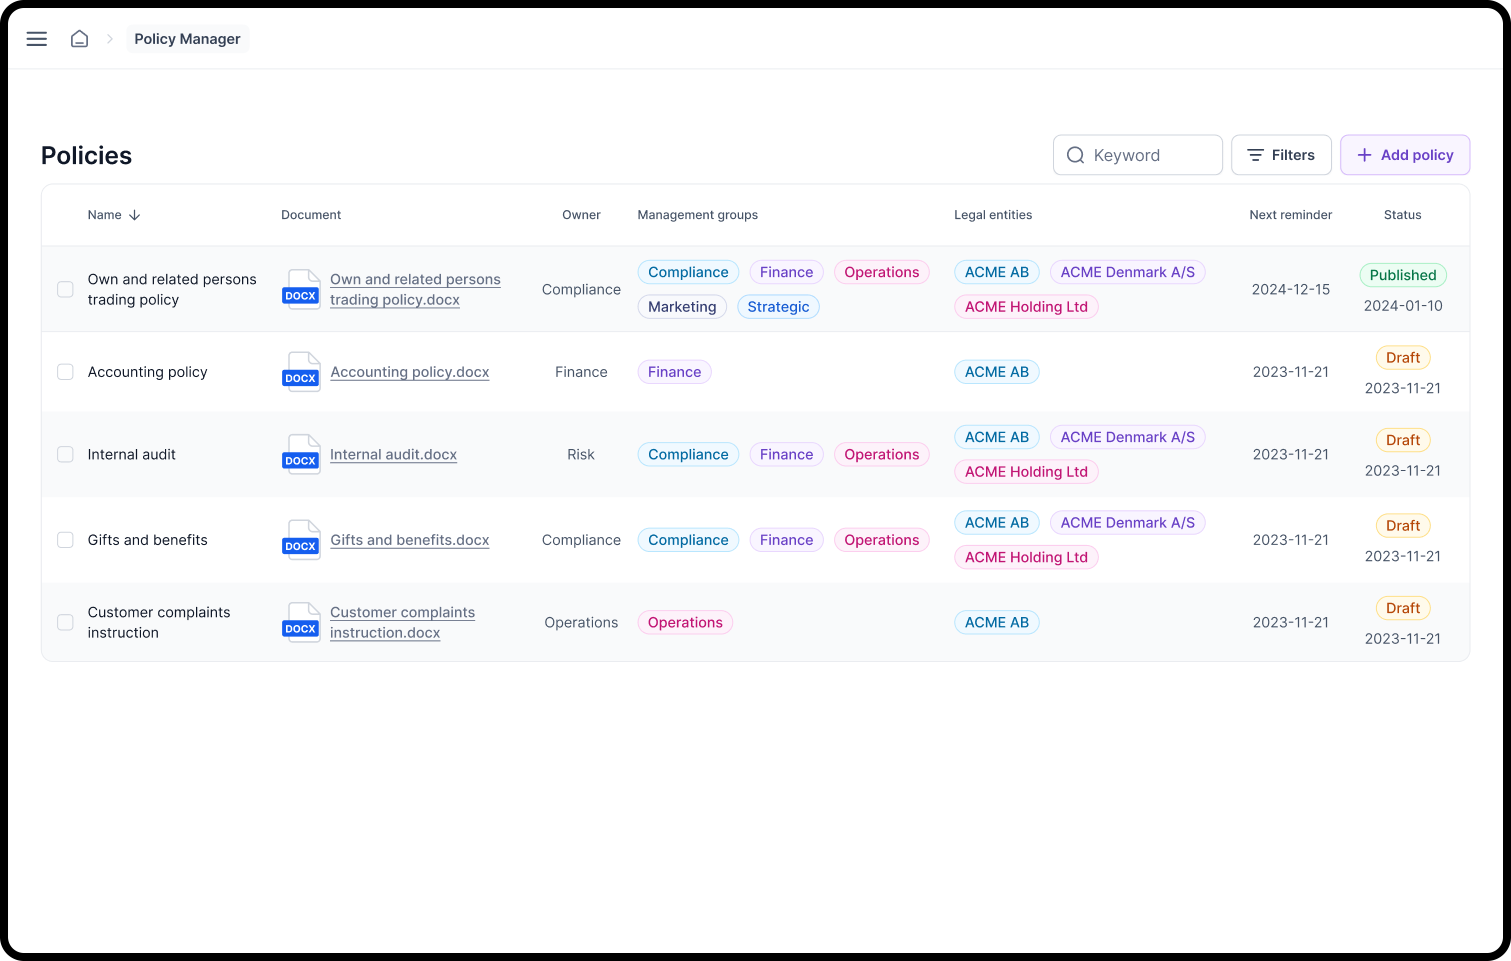 Policy Manager
Policies
Keyword
Filters
Add policy
Name
Document
Owner
Management groups
Legal entities
Next reminder
Status
Own and related persons
trading policy
DOCX
Own and related persons
trading policy.docx
Compliance
Compliance Finance Operations
Marketing Strategic
ACME AB ACME Denmark A/S
ACME Holding Ltd
2024-12-15
Published
2024-01-10
Accounting policy
DOCX
Accounting policy.docx
Finance
Finance
ACME AB
2023-11-21
Draft
2023-11-21
Internal audit
DOCX
Internal audit.docx
Risk
Compliance Finance Operations
ACME AB ACME Denmark A/S
ACME Holding Ltd
2023-11-21
Draft
2023-11-21
Gifts and benefits
DOCX
Gifts and benefits.docx
Compliance
Compliance Finance Operations
ACME AB ACME Denmark A/S
ACME Holding Ltd
2023-11-21
Draft
2023-11-21
Customer complaints
instruction
DOCX
Customer complaints
instruction.docx
Operations
Operations
ACME AB
2023-11-21
Draft
2023-11-21